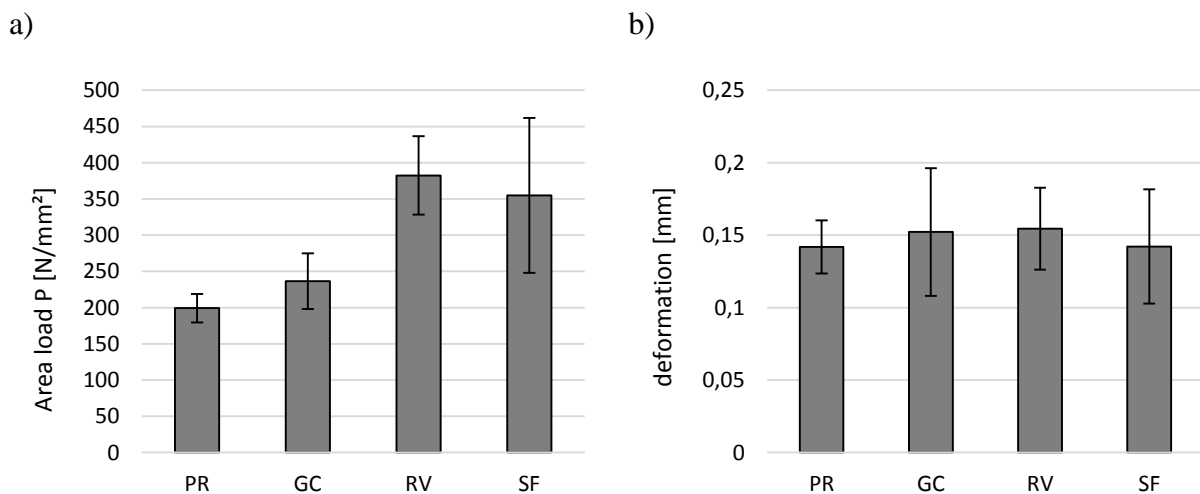 a)
Area load P [N/mm²]
500
450
400
350
300
250
200
150
100
50
0
PR GC RV SF
b)
deformation [mm]
0,25
0,2
0,15
0,1
0,05
0
PR GC RV SF